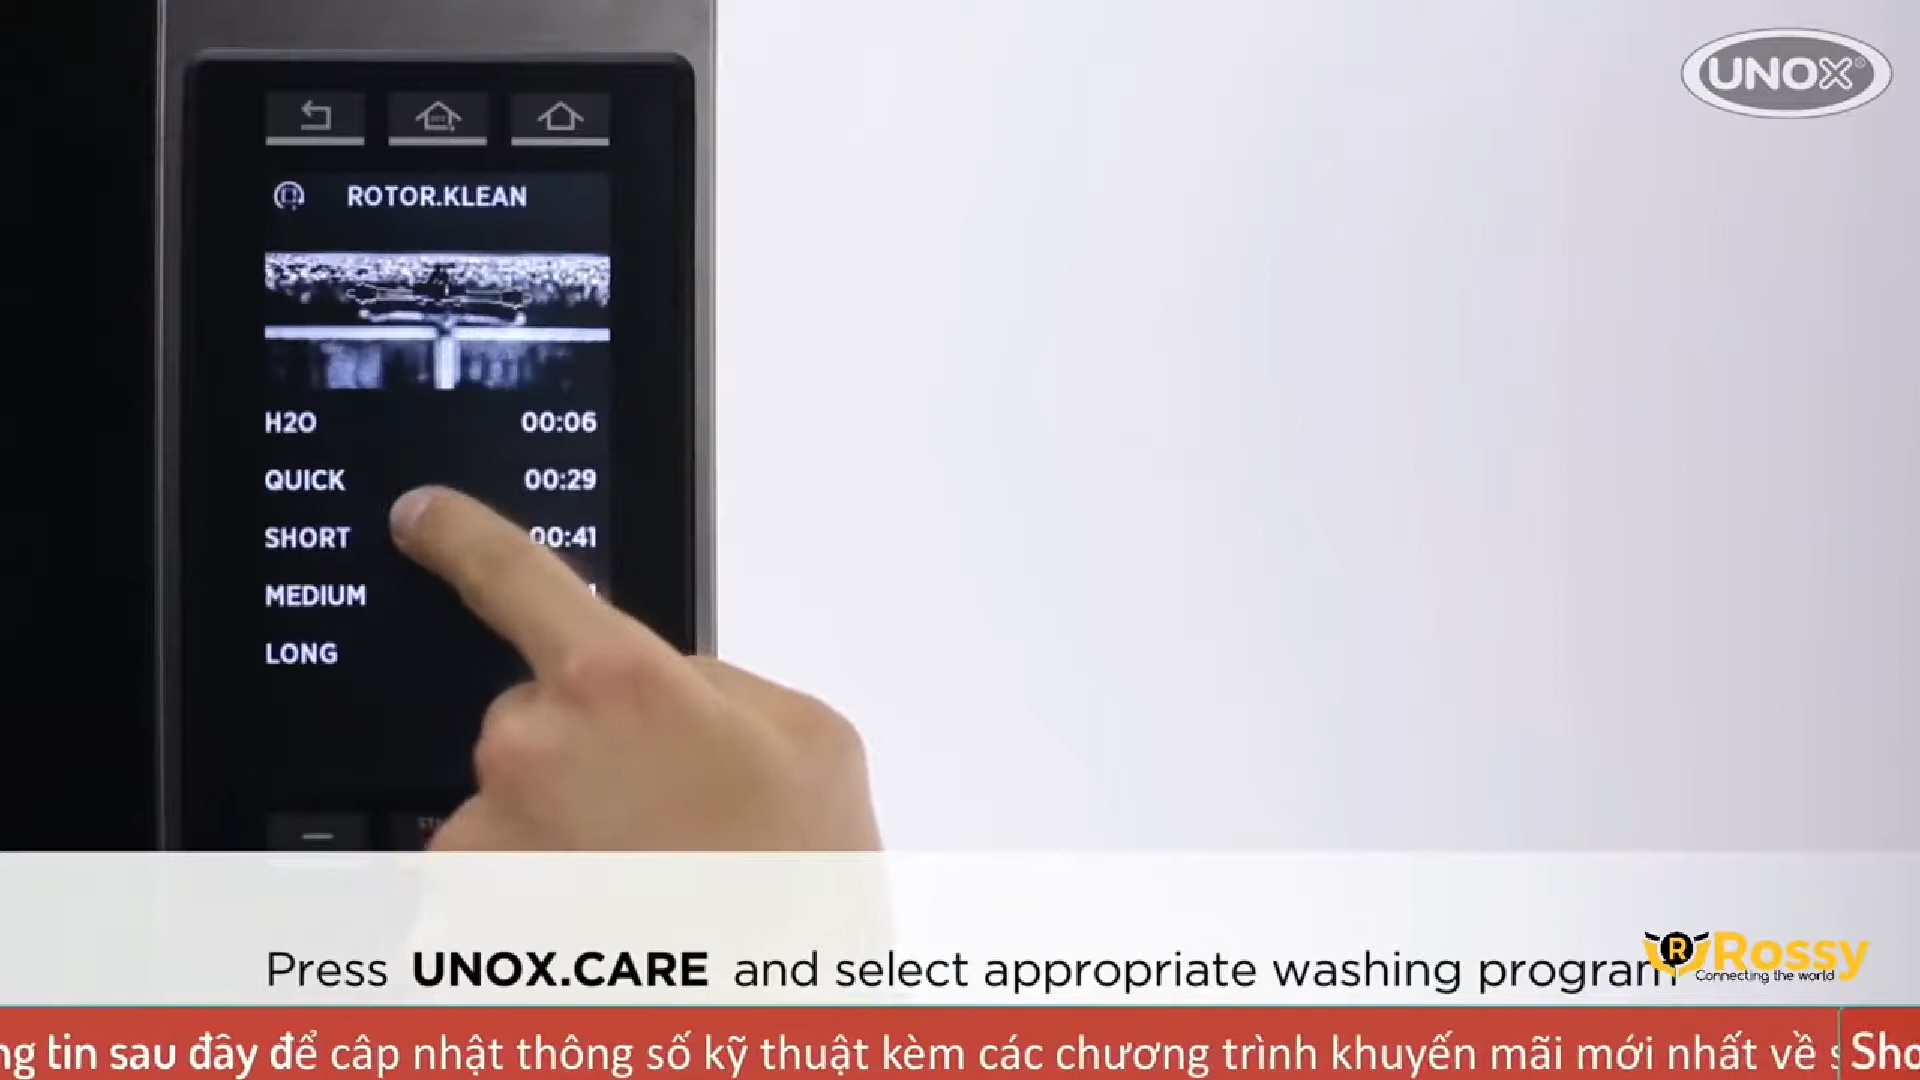 UNOX®
ROTOR.KLEAN
H2O 00:06
QUICK 00:29
SHORT 00:41
MEDIUM
LONG
Press UNOX.CARE and select appropriate washing program
R Rossy
Connecting the world
tin sau đây để câp nhật thông số kỹ thuật kèm các chương trình khuyến mãi mới nhất về